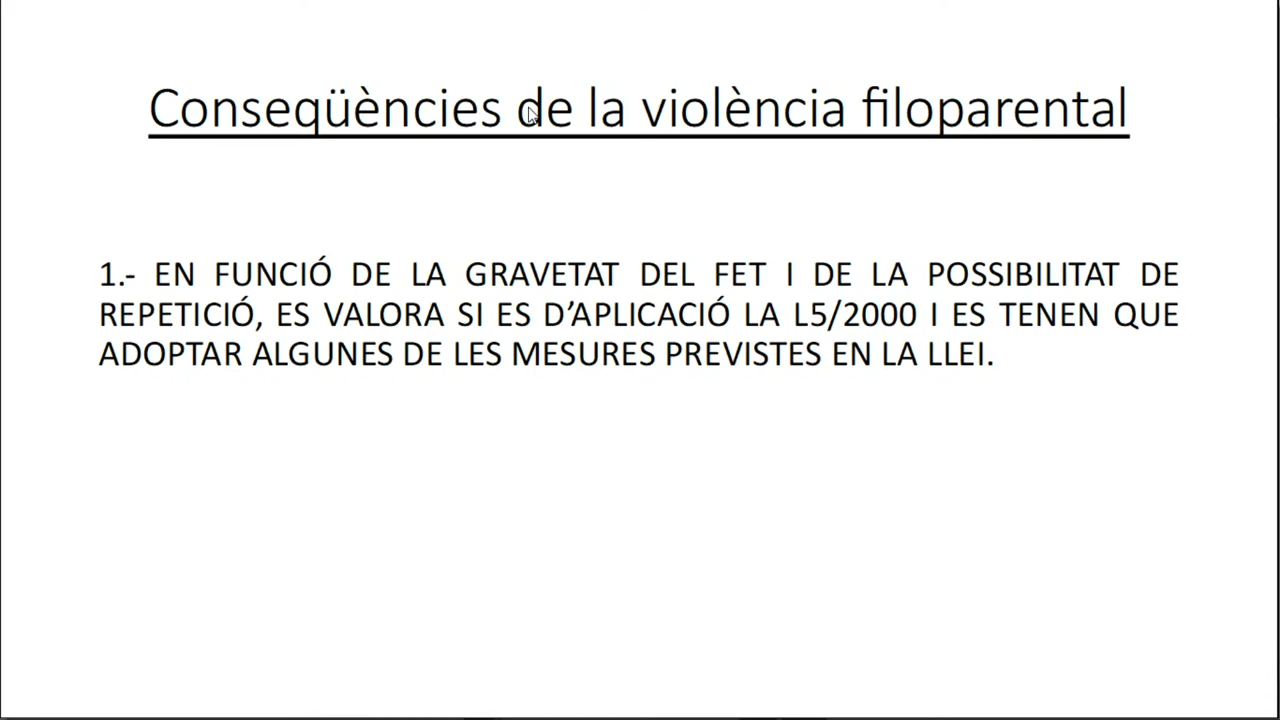 Conseqüències de la violència filoparental
1.- EN FUNCIÓ DE LA GRAVETAT DEL FET I DE LA POSSIBILITAT DE
REPETICIÓ, ES VALORA SI ES D’APLICACIÓ LA L5/2000 I ES TENEN QUE
ADOPTAR ALGUNES DE LES MESURES PREVISTES EN LA LLEI.